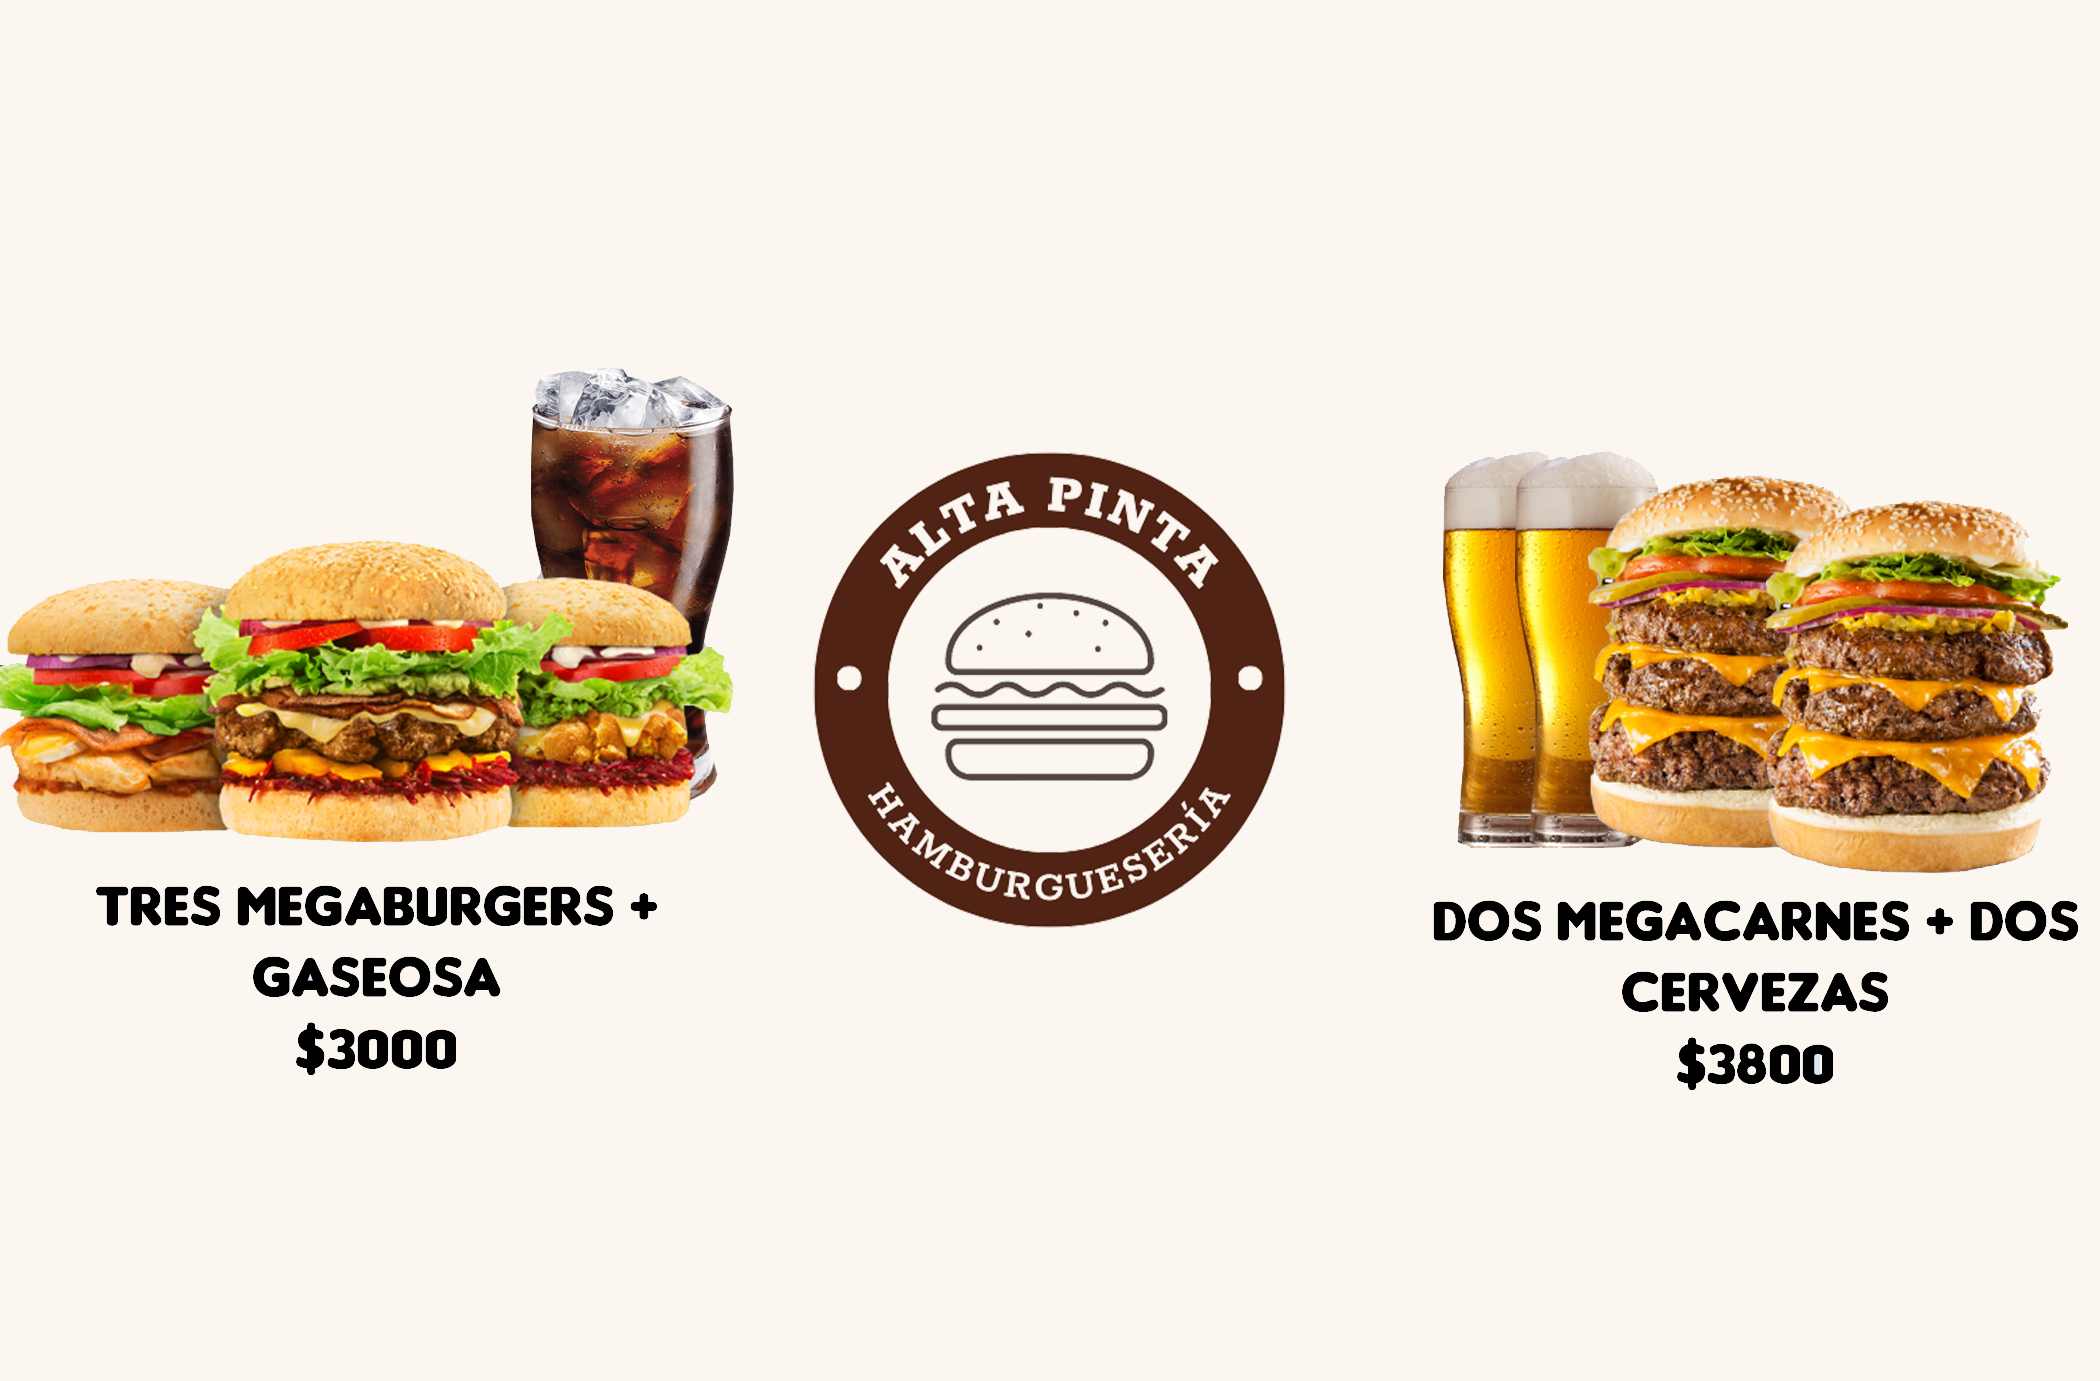 TRES MEGABURGERS +
GASEOSA
$3000
ALTA PINTA
HAMBURGUESERÍA
DOS MEGACARNES + DOS
CERVEZAS
$3800